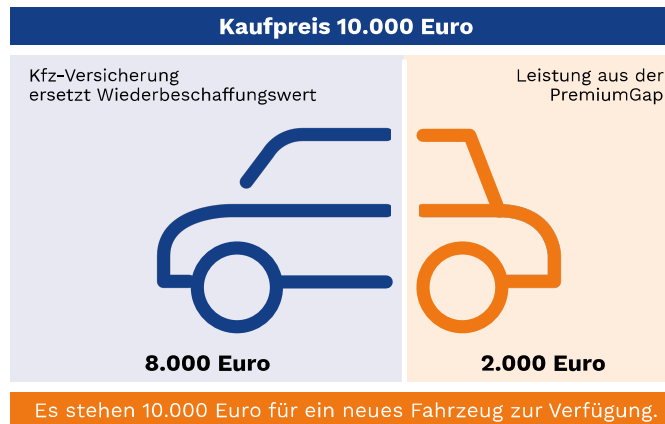 Kaufpreis 10.000 Euro
Kfz-Versicherung
ersetzt Wiederbeschaffungswert
Leistung aus der
PremiumGap
8.000 Euro
2.000 Euro
Es stehen 10.000 Euro für ein neues Fahrzeug zur Verfügung.